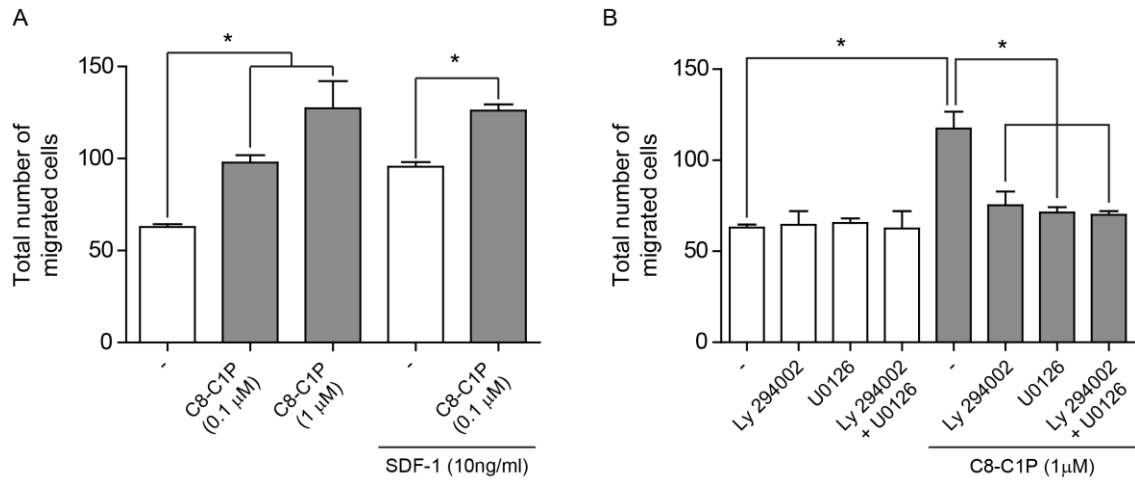 A
*
*
150
100
50
0
Total number of
migrated cells
-
C8-C1P
(0.1 μM)
C8-C1P
(1 μM)
-
C8-C1P
(0.1 μM)
SDF-1 (10ng/ml)
B
*
*
150
100
50
0
Total number of
migrated cells
-
Ly 294002
U0126
Ly 294002
+ U0126
-
Ly 294002
U0126
Ly 294002
+ U0126
C8-C1P (1μM)